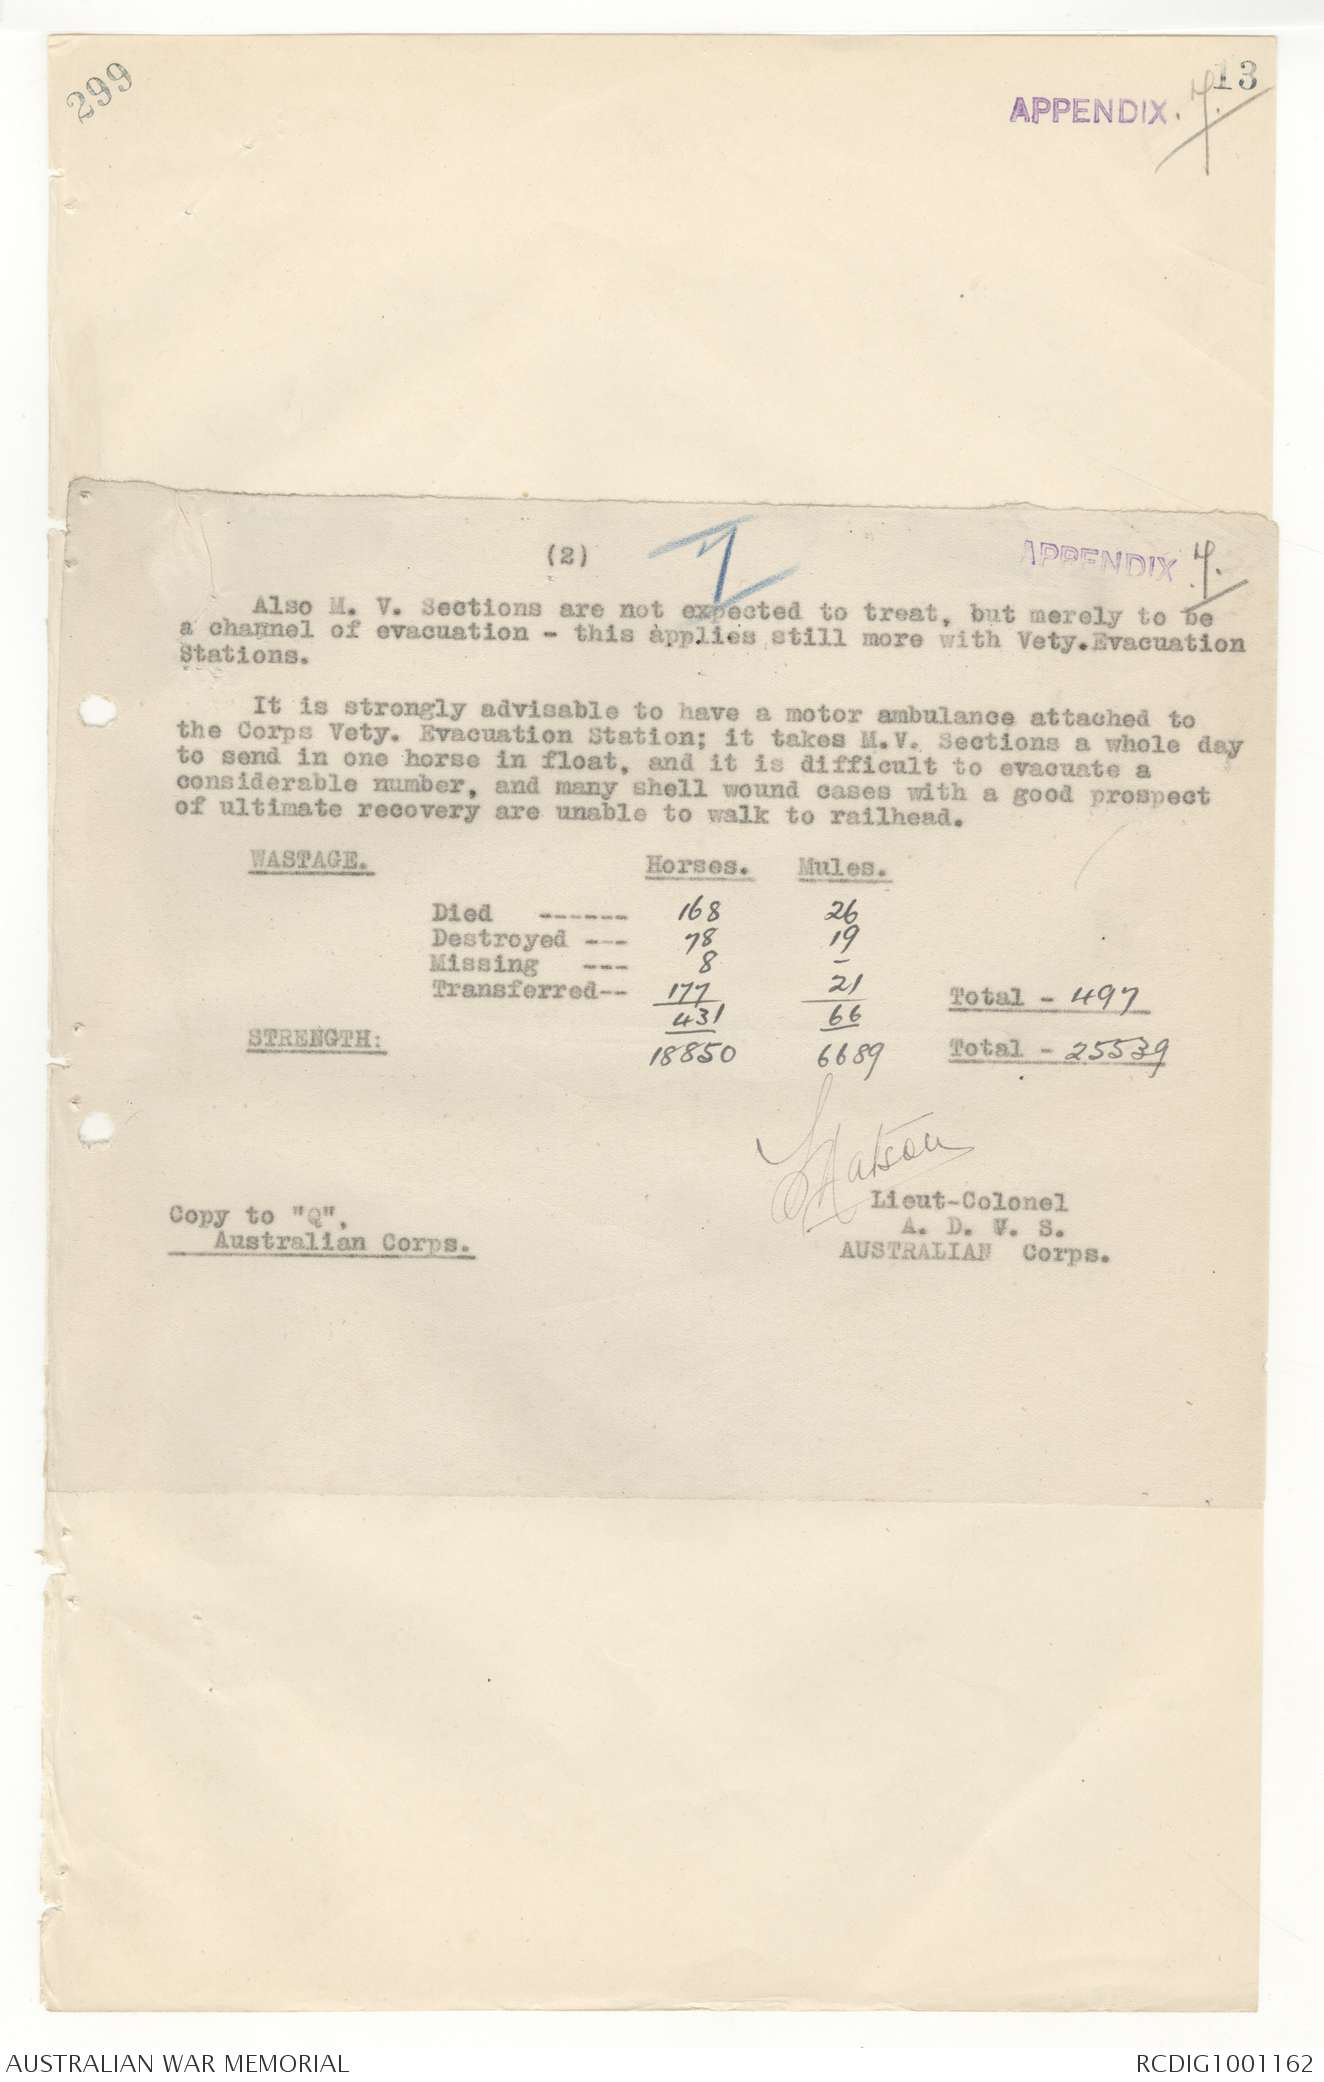 299
13
APPENDIX. 7.
(2)
7
APPENDIX 7.
Also M. V. Sections are not expected to treat, but merely to be
a channel of evacuation - this applies still more with Vety.Evacuation
Stations.
It is strongly advisable to have a motor ambulance attached to
the Corps Vety. Evacuation Station; it takes M.V. Sections a whole day
to send in one horse in float, and it is difficult to evacuate a
considerable number, and many shell wound cases with a good prospect
of ultimate recovery are unable to walk to railhead.
WASTAGE. Horses. Mules.
Died ------ 168 26
Destroyed --- 78 19
Missing --- 8 -
Transferred-- 177 21 Total - 497
431 66
STRENGTH: 18850 6689 Total - 25539
Matson
Lieut-Colonel
A. D. V. S.
AUSTRALIAN Corps.
Copy to "Q".
Australian Corps.
AUSTRALIAN WAR MEMORIAL
RCDIG1001162